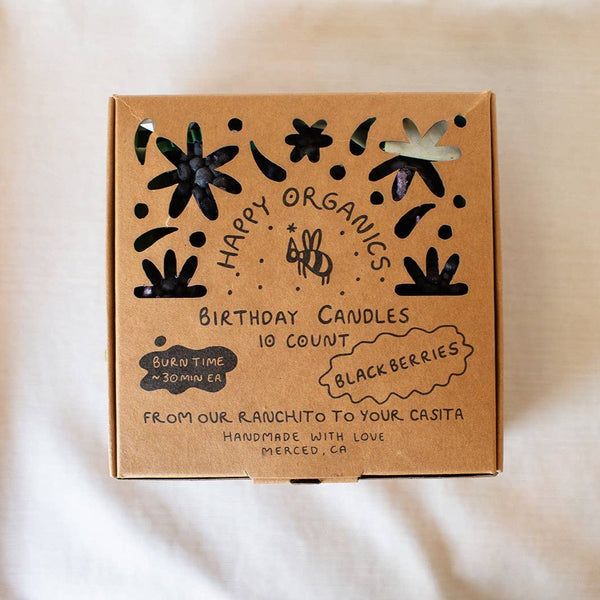 HAPPY ORGANICS
BIRTHDAY CANDLES
10 COUNT
BURN TIME
~30 MIN EA
BLACKBERRIES
FROM OUR RANCHITO TO YOUR CASITA
HANDMADE WITH LOVE
MERCED, CA